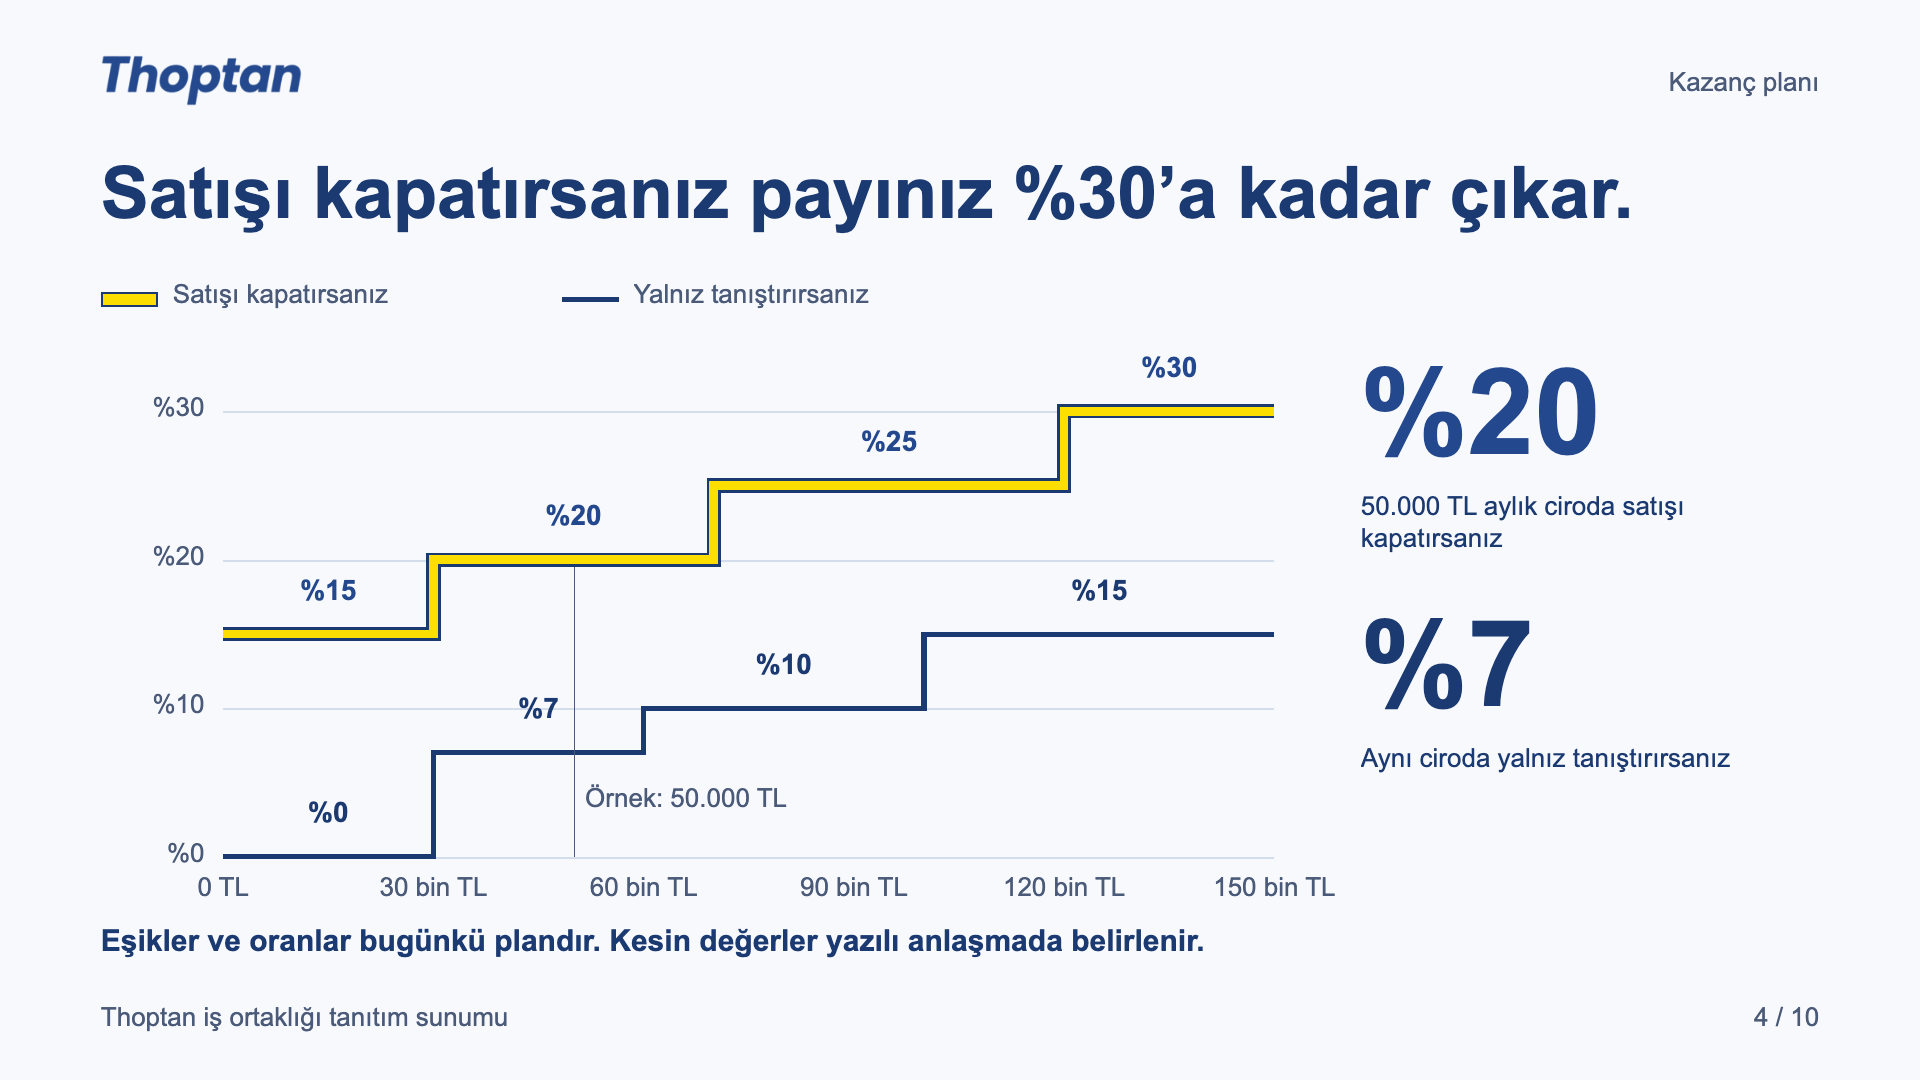 Thoptan
Kazanç planı
Satışı kapatırsanız payınız %30’a kadar çıkar.
Satışı kapatırsanız
Yalnız tanıştırırsanız
%30
%20
%10
%0
%15
%20
%25
%30
%0
%7
%10
%15
Örnek: 50.000 TL
0 TL
30 bin TL
60 bin TL
90 bin TL
120 bin TL
150 bin TL
%20
50.000 TL aylık ciroda satışı
kapatırsanız
%7
Aynı ciroda yalnız tanıştırırsanız
Eşikler ve oranlar bugünkü plandır. Kesin değerler yazılı anlaşmada belirlenir.
Thoptan iş ortaklığı tanıtım sunumu
4 / 10